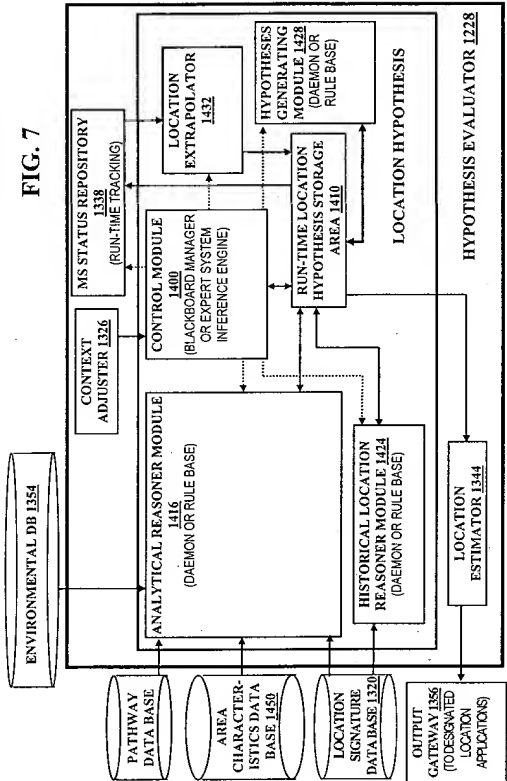 FIG. 7
ENVIRONMENTAL DB 1354
CONTEXT
ADJUSTER 1326
MS STATUS REPOSITORY
1338
(RUN-TIME TRACKING)
PATHWAY
DATA BASE
AREA
CHARACTER-
ISTICS DATA
BASE 1450
LOCATION
SIGNATURE
DATA BASE 1320
ANALYTICAL REASONER MODULE
1416
(DAEMON OR RULE BASE)
CONTROL MODULE
1400
(BLACKBOARD MANAGER
OR EXPERT SYSTEM
INFERENCE ENGINE)
LOCATION
EXTRAPOLATOR
1432
HYPOTHESES
GENERATING
MODULE 1428
(DAEMON OR
RULE BASE)
HISTORICAL LOCATION
REASONER MODULE 1424
(DAEMON OR RULE BASE)
RUN-TIME LOCATION
HYPOTHESIS STORAGE
AREA 1410
LOCATION HYPOTHESIS
OUTPUT
GATEWAY 1356
(TO DESIGNATED
LOCATION
APPLICATIONS)
LOCATION
ESTIMATOR 1344
HYPOTHESIS EVALUATOR 1228